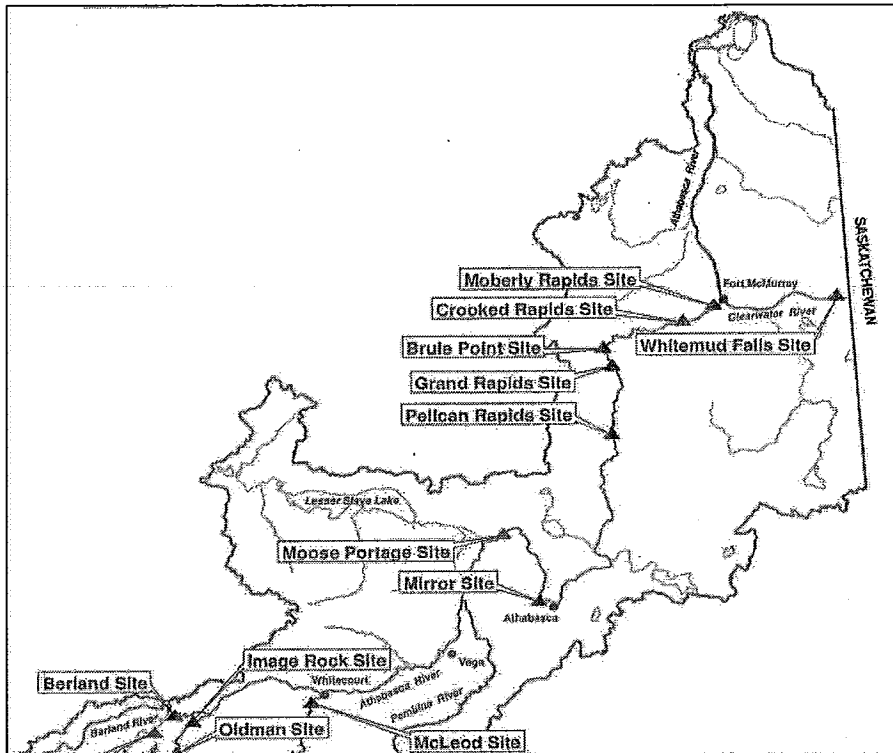 Athabasca River
SASKATCHEWAN
Moberly Rapids Site
Fort McMurray
Crooked Rapids Site
Clearwater River
Whitemud Falls Site
Brule Point Site
Grand Rapids Site
Pelican Rapids Site
Lesser Slave Lake
Moose Portage Site
Mirror Site
Athabasca
Image Rock Site
Vega
Berland Site
Whitecourt
Athabasca River
Pembina River
Berland River
Oldman Site
McLeod Site